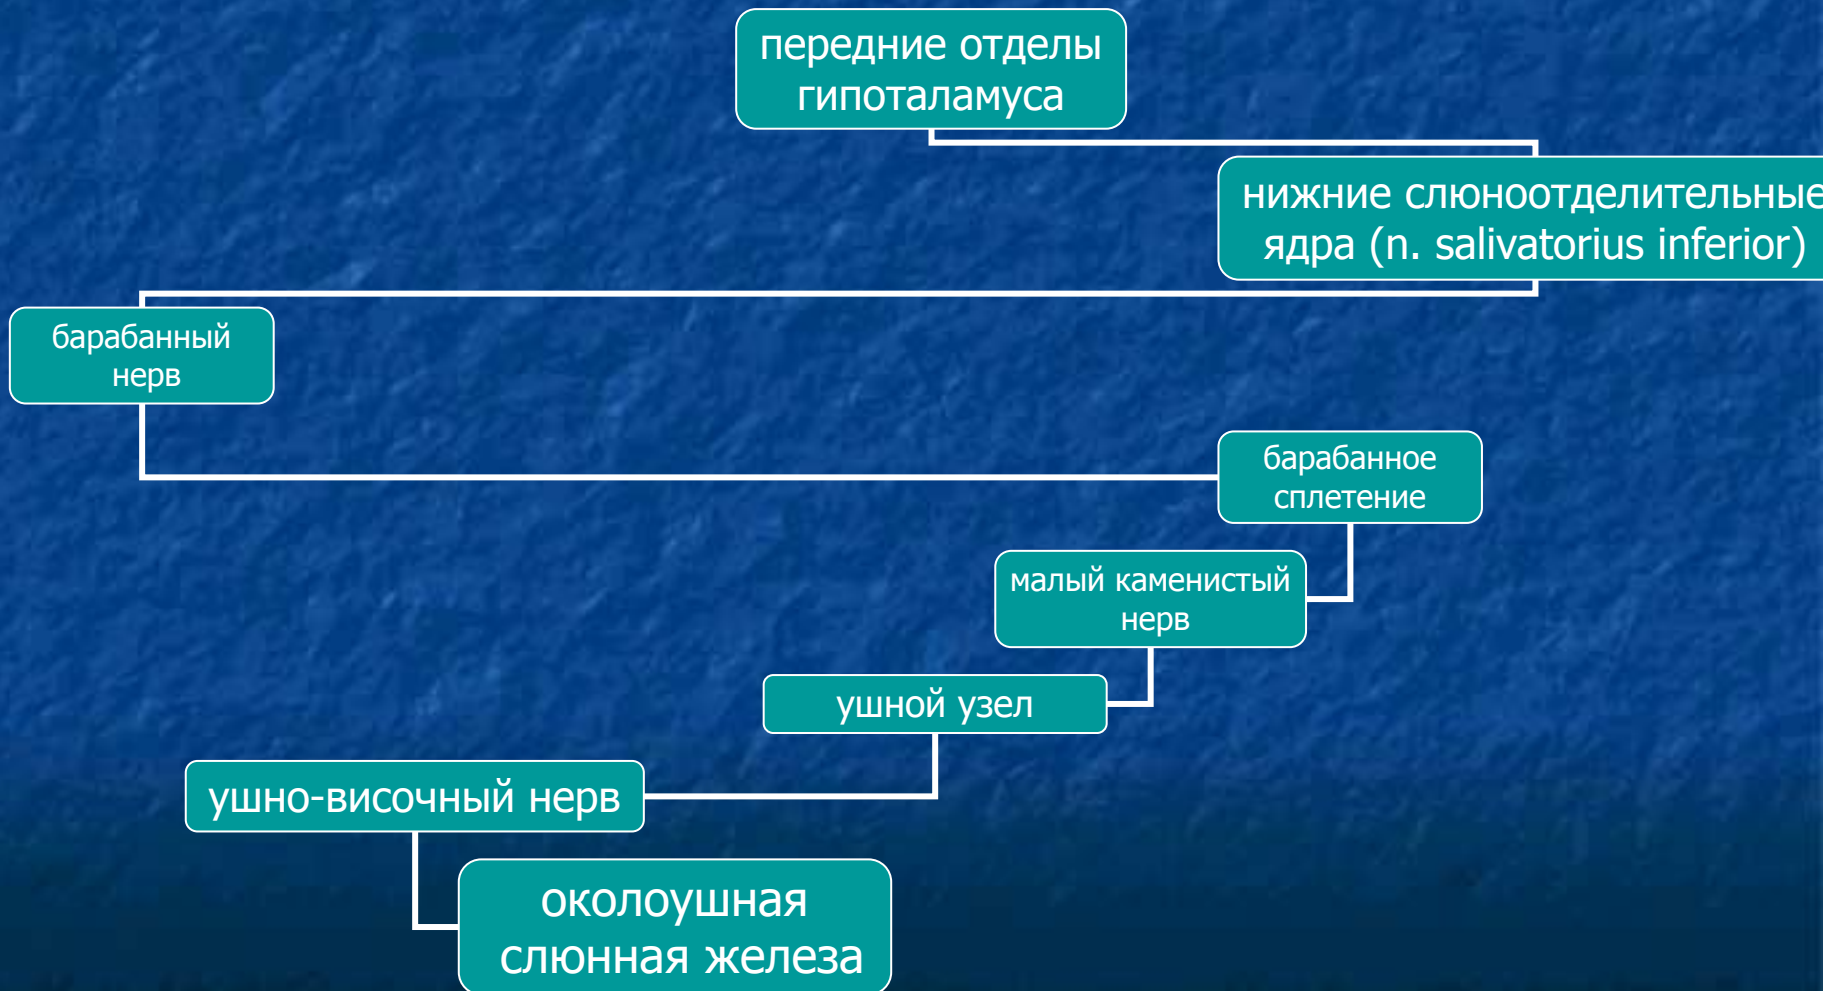 передние отделы
гипоталамуса
нижние слюноотделительные
ядра (n. salivatorius inferior)
барабанный
нерв
барабанное
сплетение
малый каменистый
нерв
ушной узел
ушно-височный нерв
околоушная
слюнная железа